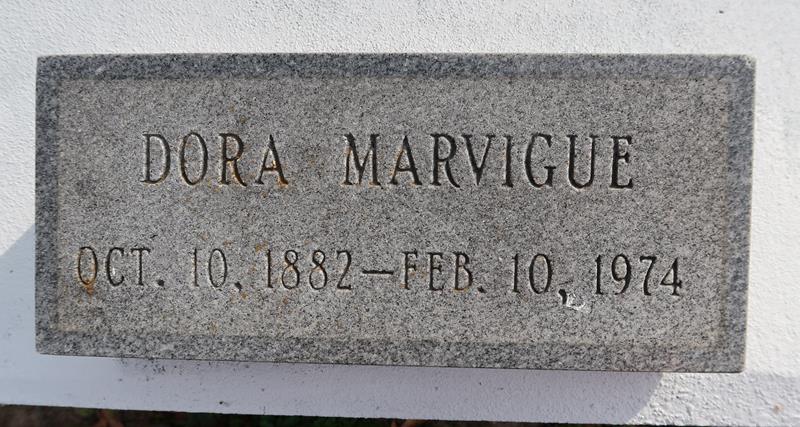 DORA MARVIGUE
OCT. 10, 1882–FEB. 10, 1974